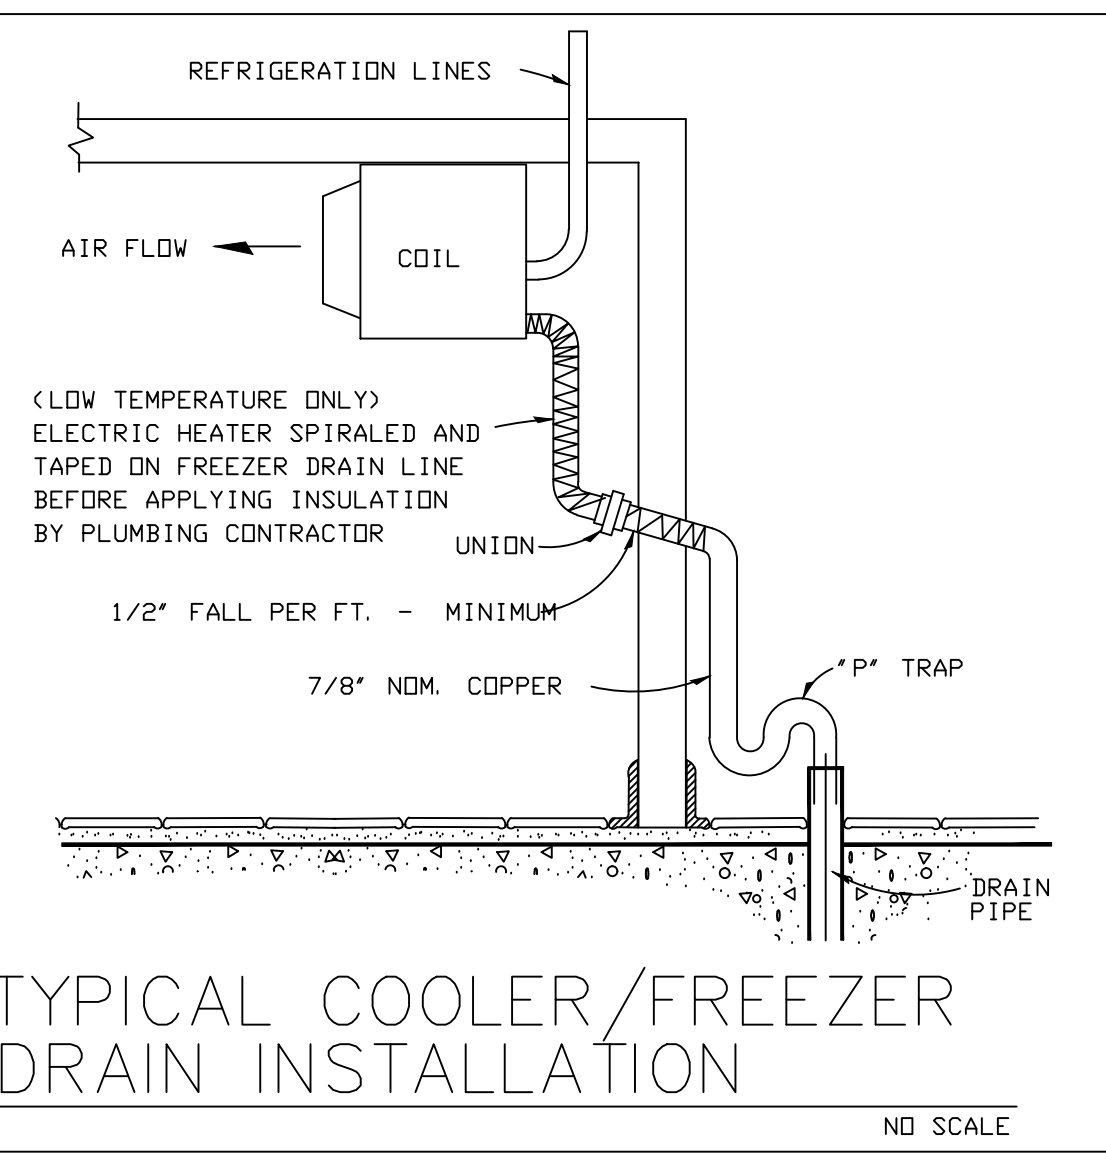 REFRIGERATION LINES
AIR FLOW
COIL
(LOW TEMPERATURE ONLY)
ELECTRIC HEATER SPIRALED AND
TAPED ON FREEZER DRAIN LINE
BEFORE APPLYING INSULATION
BY PLUMBING CONTRACTOR
UNION
1/2" FALL PER FT. - MINIMUM
"P" TRAP
7/8" NOM. COPPER
DRAIN
PIPE
TYPICAL COOLER/FREEZER
DRAIN INSTALLATION
NO SCALE